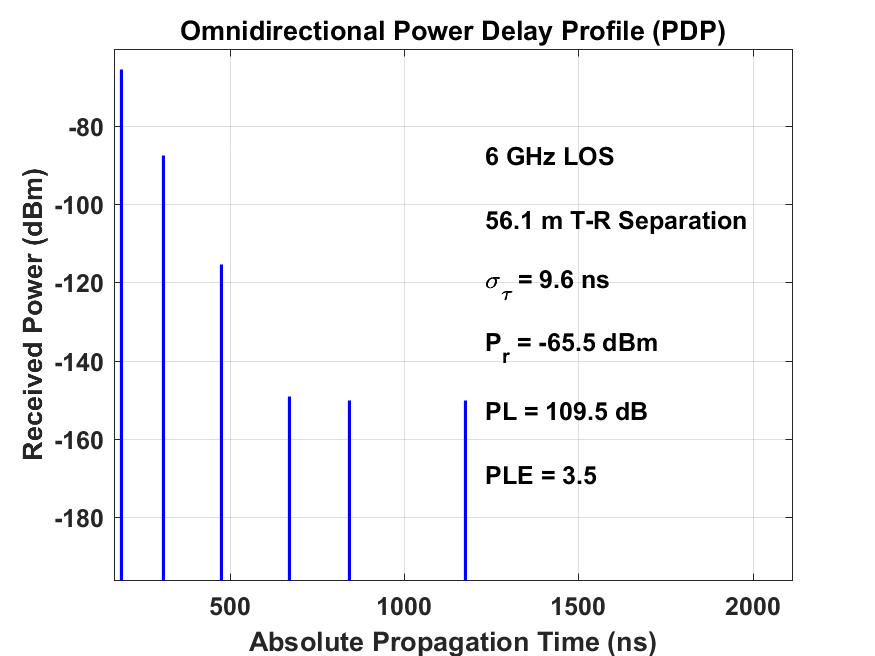 Omnidirectional Power Delay Profile (PDP)
Received Power (dBm)
-80
-100
-120
-140
-160
-180
6 GHz LOS
56.1 m T-R Separation
σ_τ = 9.6 ns
P_r = -65.5 dBm
PL = 109.5 dB
PLE = 3.5
500 1000 1500 2000
Absolute Propagation Time (ns)